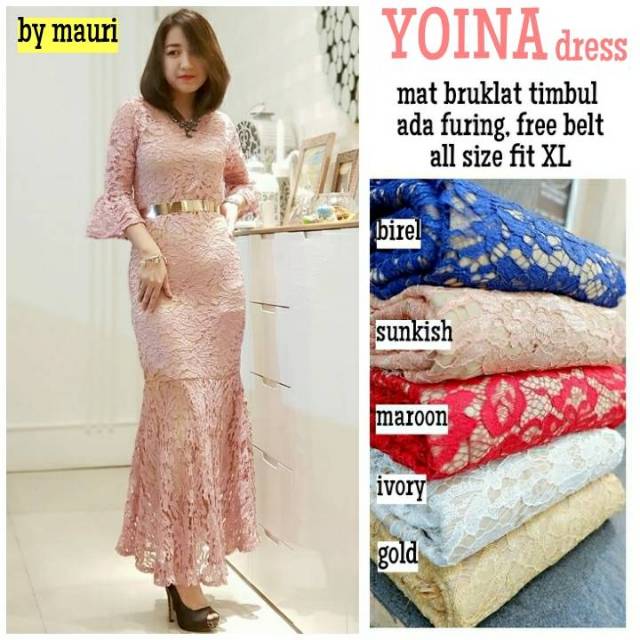 by mauri
YOINA dress
mat bruklat timbul
ada furing, free belt
all size fit XL
birel
sunkish
maroon
ivory
gold